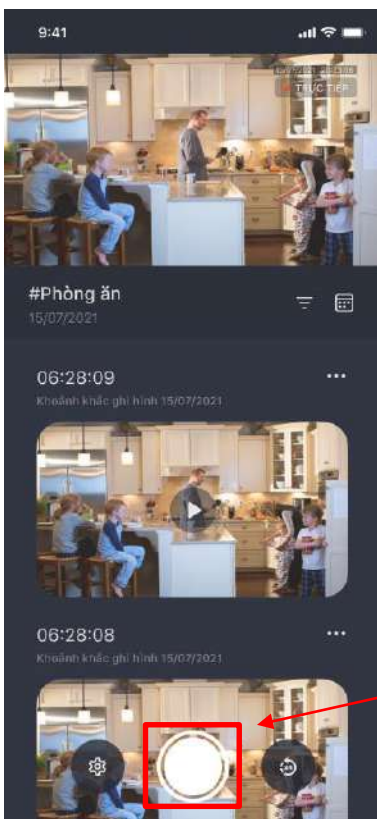 9:41
TRỰC TIẾP
#Phòng ăn
15/07/2021
06:28:09
Khoảnh khắc ghi hình 15/07/2021
06:28:08
Khoảnh khắc ghi hình 15/07/2021